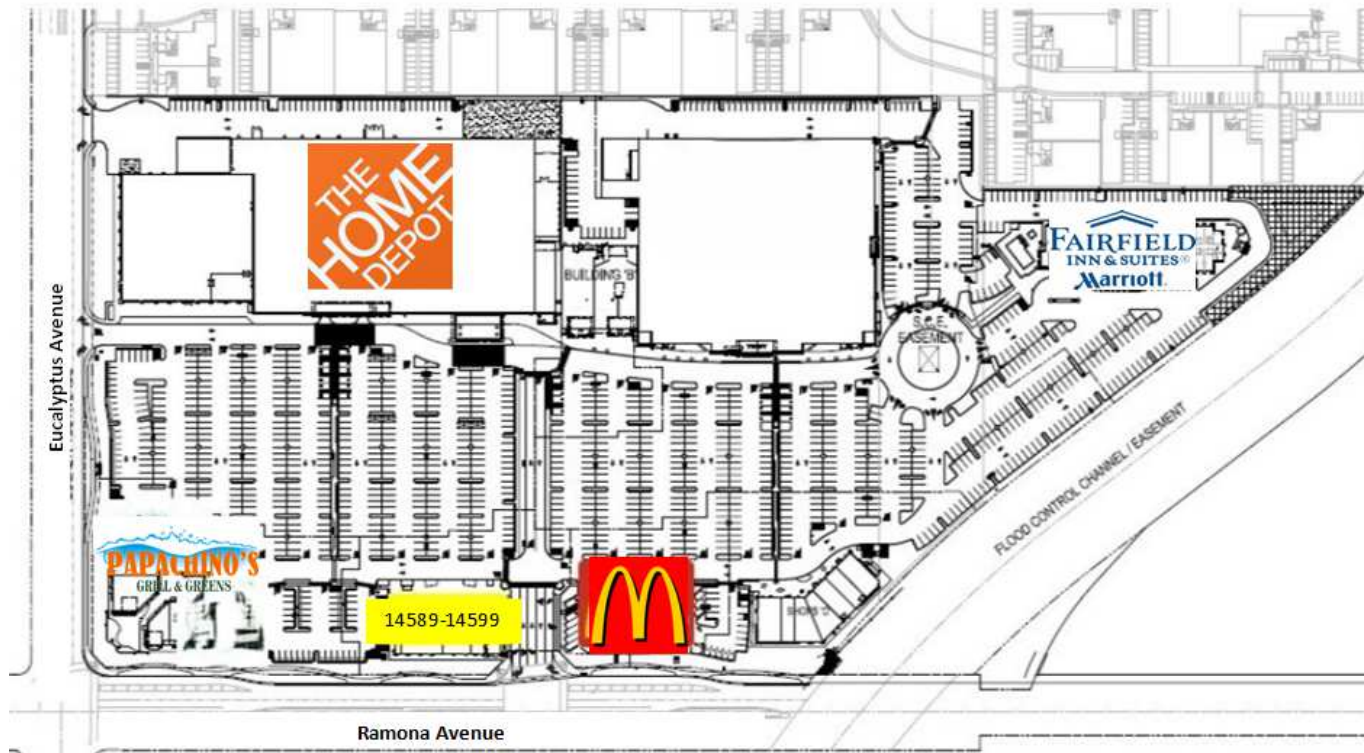 THE
HOME
DEPOT
FAIRFIELD
INN & SUITES®
Marriott
BUILDING 'B'
S.C.E.
EASEMENT
Eucalyptus Avenue
FLOOD CONTROL CHANNEL / EASEMENT
PAPACHINO'S
GRILL & GREENS
14589-14599
SHOPS
Ramona Avenue